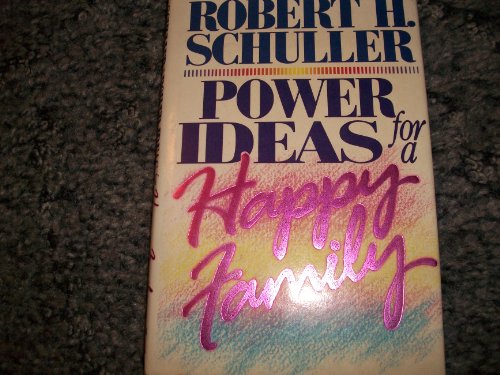 ROBERT H.
SCHULLER
POWER
IDEAS for a
Happy
Family